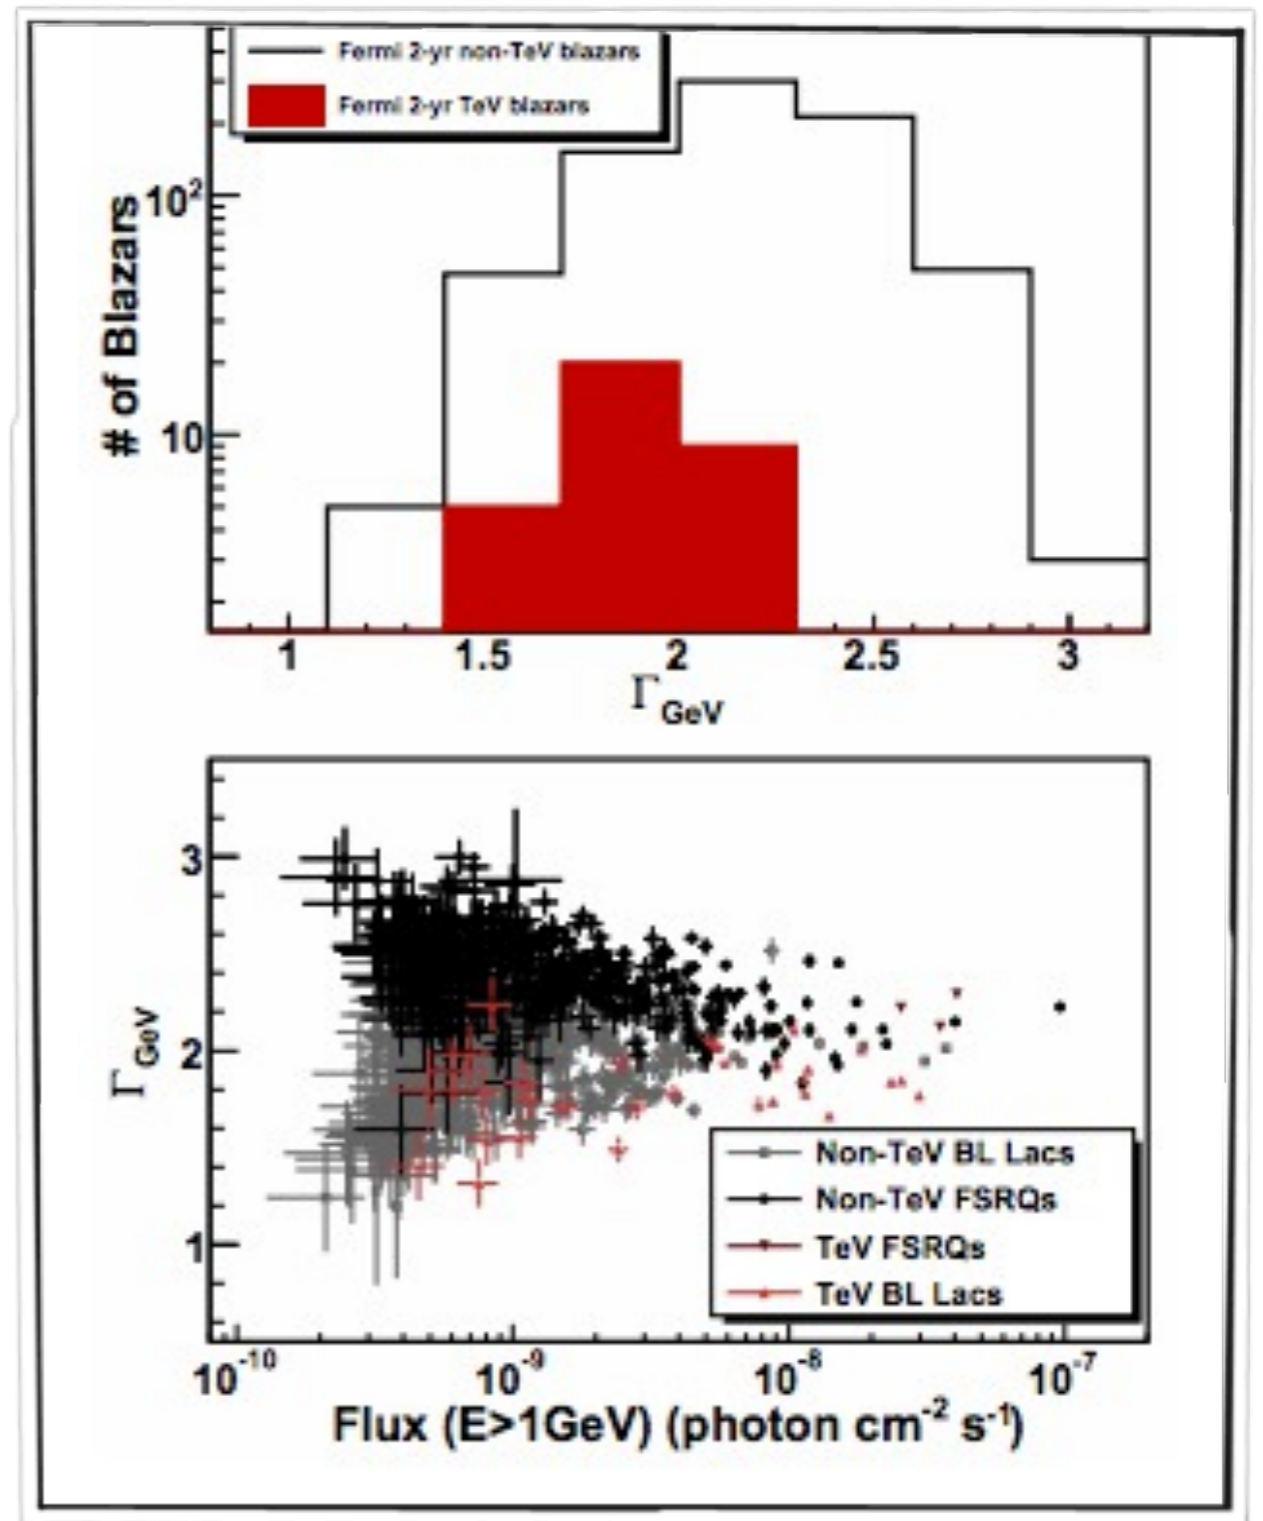 Fermi 2-yr non-TeV blazars
Fermi 2-yr TeV blazars
# of Blazars
10²
10
1 1.5 2 2.5 3
Γ GeV
Γ GeV
3
2
1
Non-TeV BL Lacs
Non-TeV FSRQs
TeV FSRQs
TeV BL Lacs
10⁻¹⁰ 10⁻⁹ 10⁻⁸ 10⁻⁷
Flux (E>1GeV) (photon cm⁻² s⁻¹)